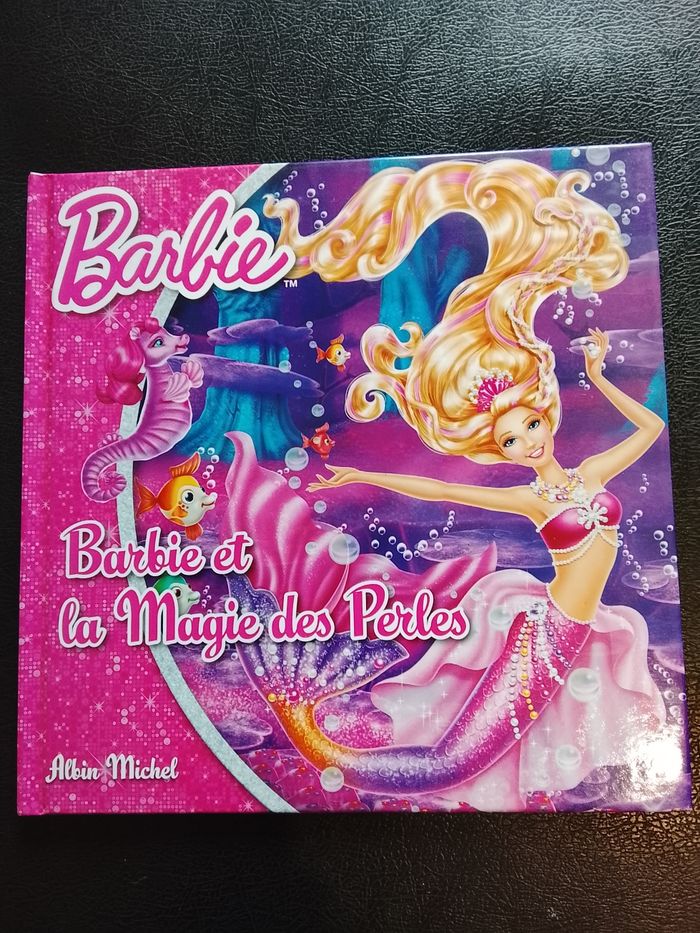 Barbie™
Barbie et
la Magie des Perles
Albin Michel